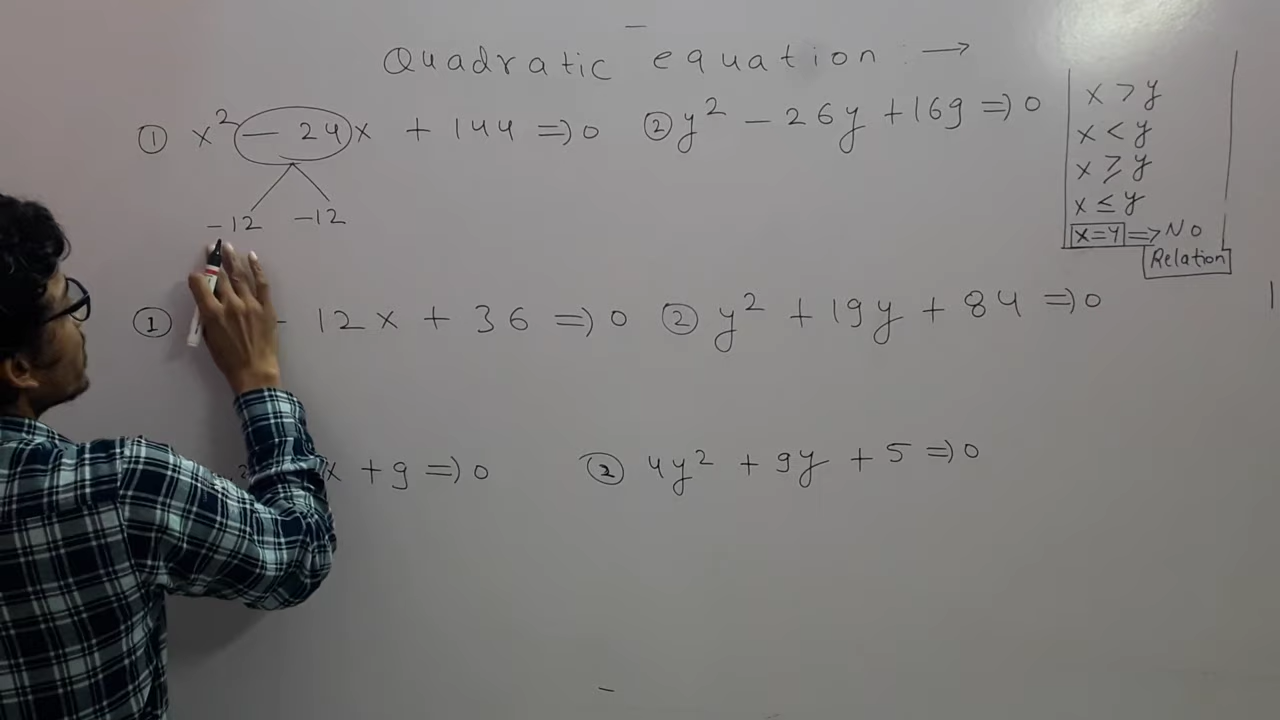 Quadratic equation : →
① x² - 24x + 144 => 0 ② y² - 26y + 169 => 0
-12 -12
x > y
x < y
x ≥ y
x ≤ y
x=y => No
Relation
① - 12x + 36 => 0 ② y² + 19y + 84 => 0
x + 9 => 0 ② 4y² + 9y + 5 => 0